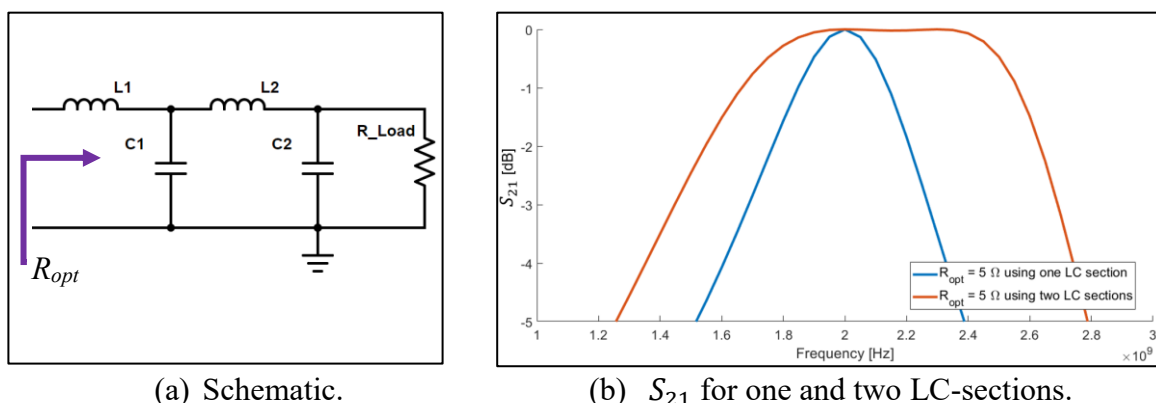 L1
L2
C1
C2
R_Load
R_opt
(a) Schematic.
S_21 [dB]
0
-1
-2
-3
-4
-5
1
1.2
1.4
1.6
1.8
2
2.2
2.4
2.6
2.8
3
Frequency [Hz]
×10^9
R_opt = 5 Ω using one LC section
R_opt = 5 Ω using two LC sections
(b) S_21 for one and two LC-sections.